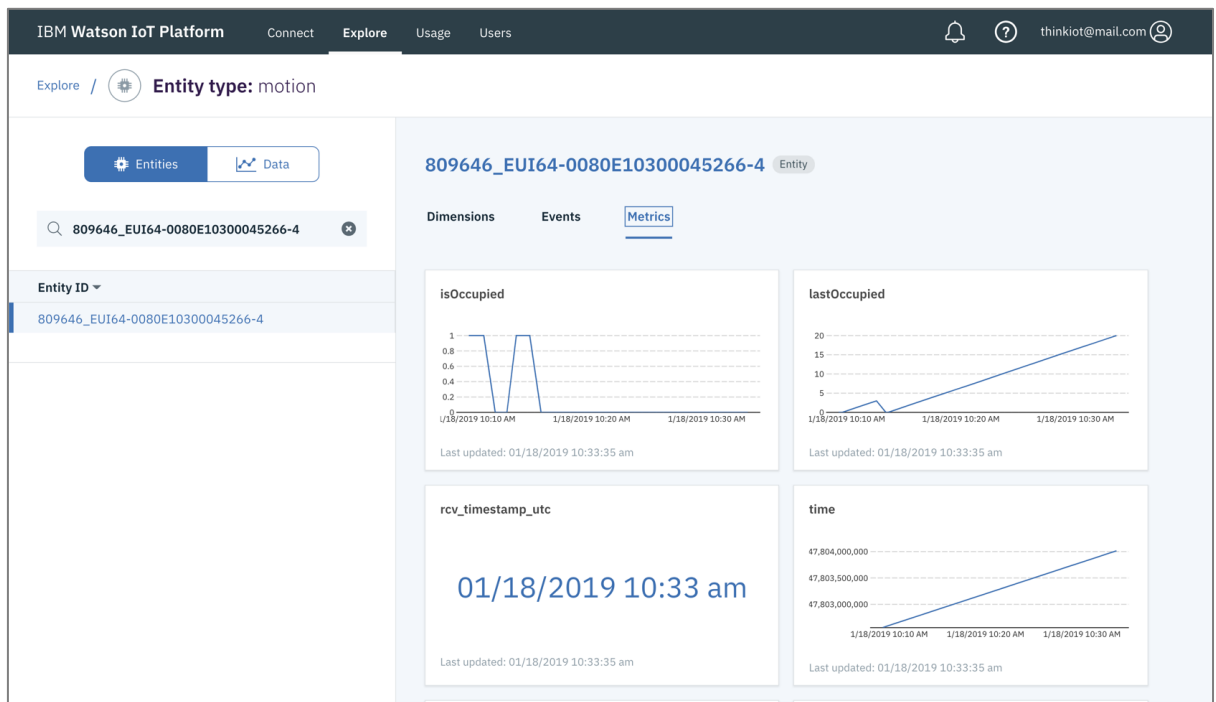 IBM Watson IoT Platform Connect Explore Usage Users thinkiot@mail.com
Explore / Entity type: motion
Entities Data
809646_EUI64-0080E10300045266-4
Entity ID
809646_EUI64-0080E10300045266-4
809646_EUI64-0080E10300045266-4 Entity
Dimensions Events Metrics
isOccupied
1
0.8
0.6
0.4
0.2
0
1/18/2019 10:10 AM 1/18/2019 10:20 AM 1/18/2019 10:30 AM
Last updated: 01/18/2019 10:33:35 am
lastOccupied
20
15
10
5
0
1/18/2019 10:10 AM 1/18/2019 10:20 AM 1/18/2019 10:30 AM
Last updated: 01/18/2019 10:33:35 am
rcv_timestamp_utc
01/18/2019 10:33 am
Last updated: 01/18/2019 10:33:35 am
time
47,804,000,000
47,803,500,000
47,803,000,000
1/18/2019 10:10 AM 1/18/2019 10:20 AM 1/18/2019 10:30 AM
Last updated: 01/18/2019 10:33:35 am